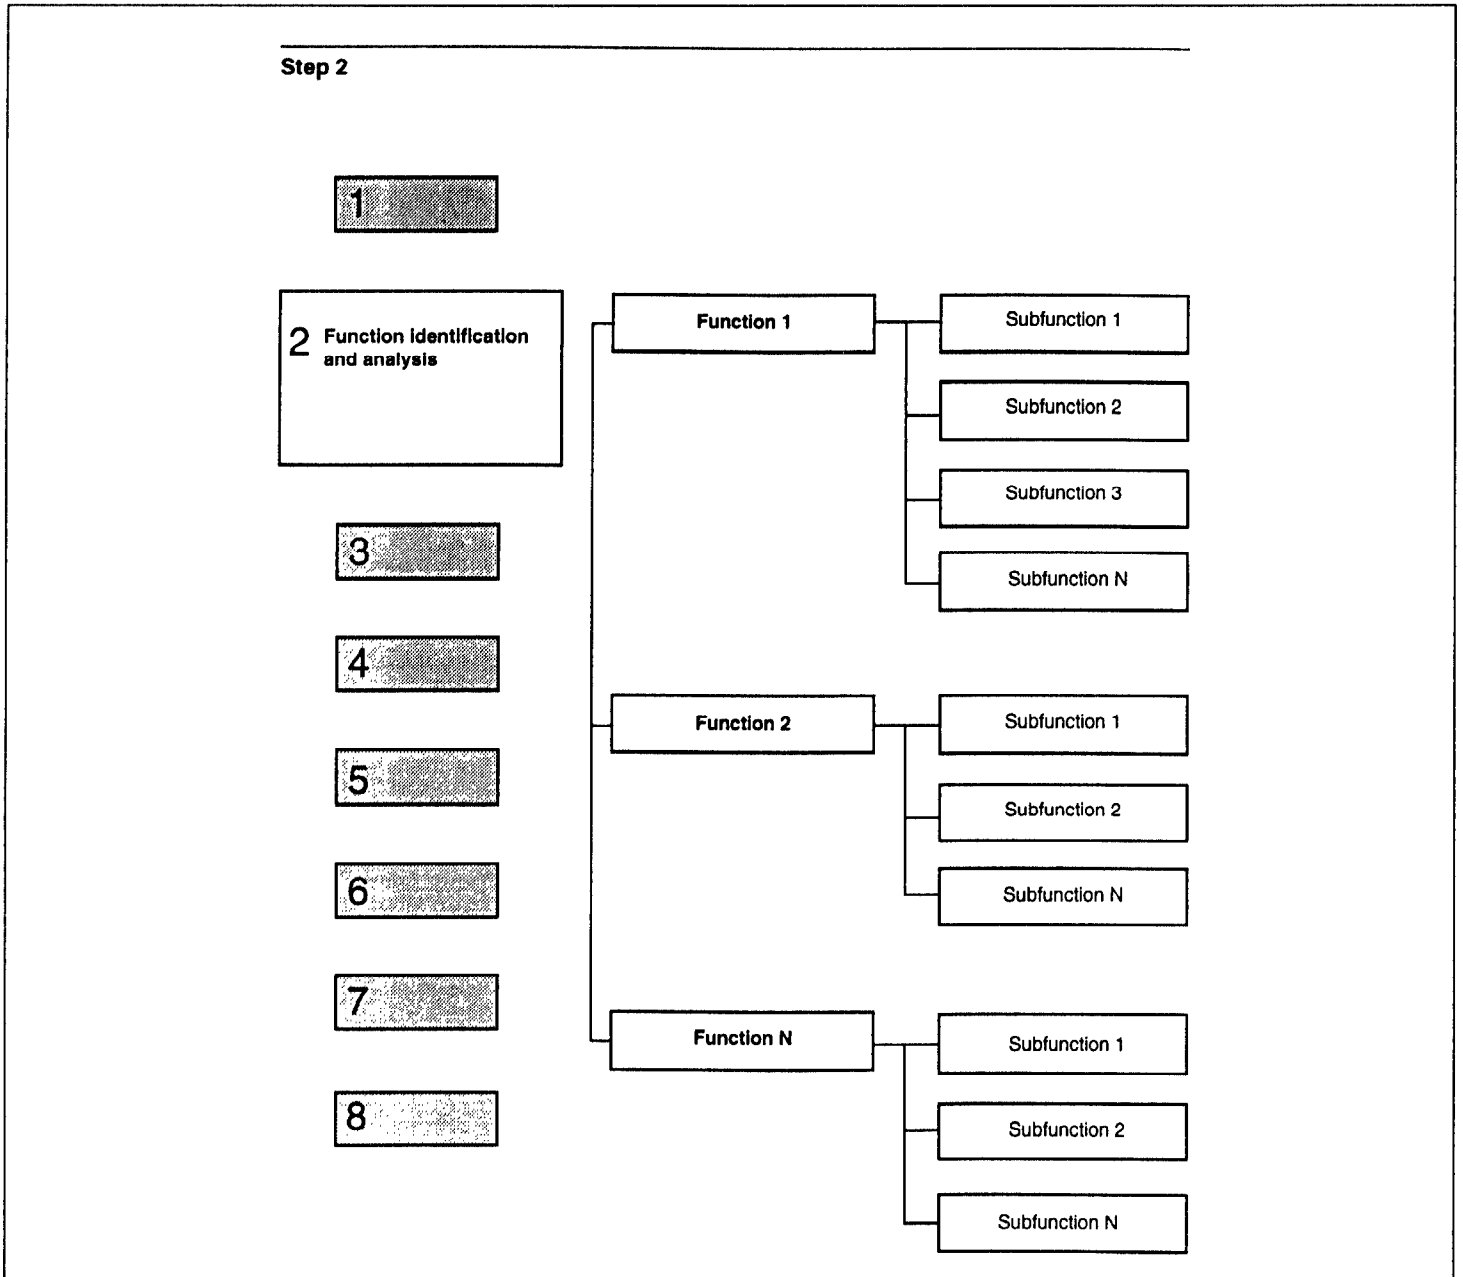 Step 2
1
2 Function identification
and analysis
3
4
5
6
7
8
Function 1
Subfunction 1
Subfunction 2
Subfunction 3
Subfunction N
Function 2
Subfunction 1
Subfunction 2
Subfunction N
Function N
Subfunction 1
Subfunction 2
Subfunction N